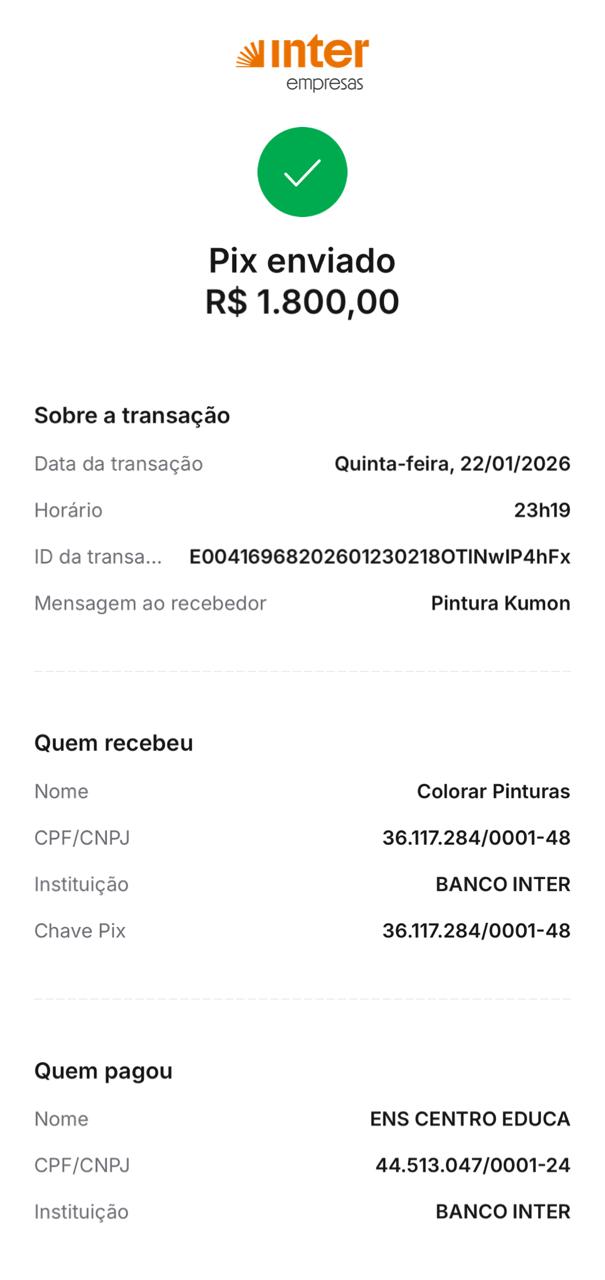 inter
empresas
Pix enviado
R$ 1.800,00
Sobre a transação
Data da transação Quinta-feira, 22/01/2026
Horário 23h19
ID da transa... E00416968202601230218OTINwIP4hFx
Mensagem ao recebedor Pintura Kumon
Quem recebeu
Nome Colorar Pinturas
CPF/CNPJ 36.117.284/0001-48
Instituição BANCO INTER
Chave Pix 36.117.284/0001-48
Quem pagou
Nome ENS CENTRO EDUCA
CPF/CNPJ 44.513.047/0001-24
Instituição BANCO INTER